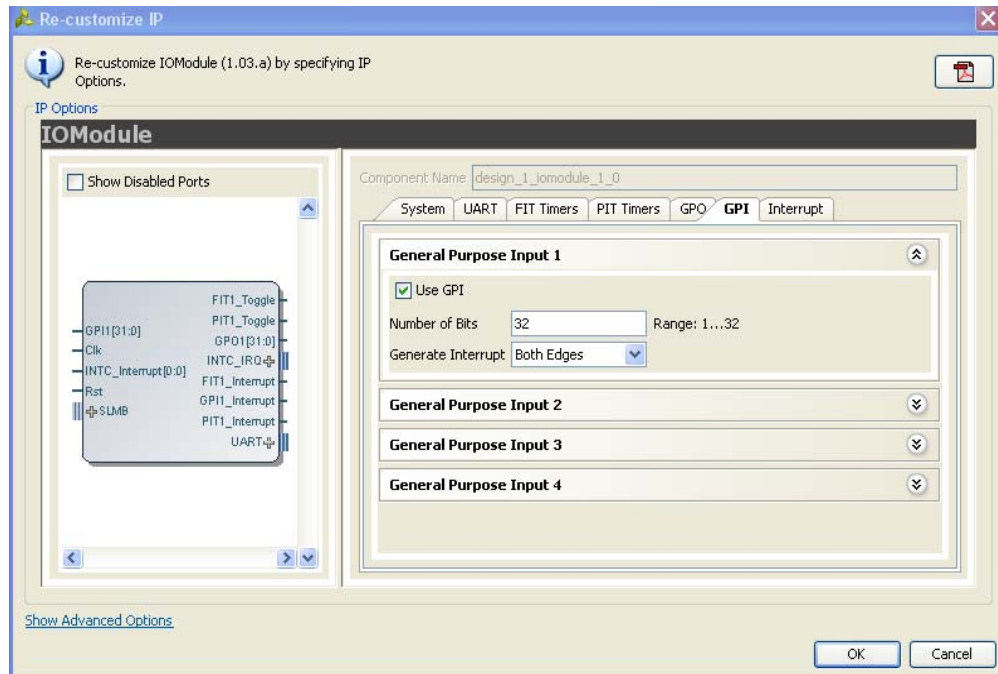 Re-customize IP
Re-customize IOModule (1.03.a) by specifying IP
Options.
IP Options
IOModule
Show Disabled Ports
FIT1_Toggle
PIT1_Toggle
GPI1[31:0]
GPO1[31:0]
Clk
INTC_IRQ
INTC_Interrupt[0:0]
FIT1_Interrupt
Rst
GPI1_Interrupt
SLMB
PIT1_Interrupt
UART
Component Name design_1_iomodule_1_0
System UART FIT Timers PIT Timers GPO GPI Interrupt
General Purpose Input 1
Use GPI
Number of Bits 32 Range: 1...32
Generate Interrupt Both Edges
General Purpose Input 2
General Purpose Input 3
General Purpose Input 4
Show Advanced Options
OK Cancel